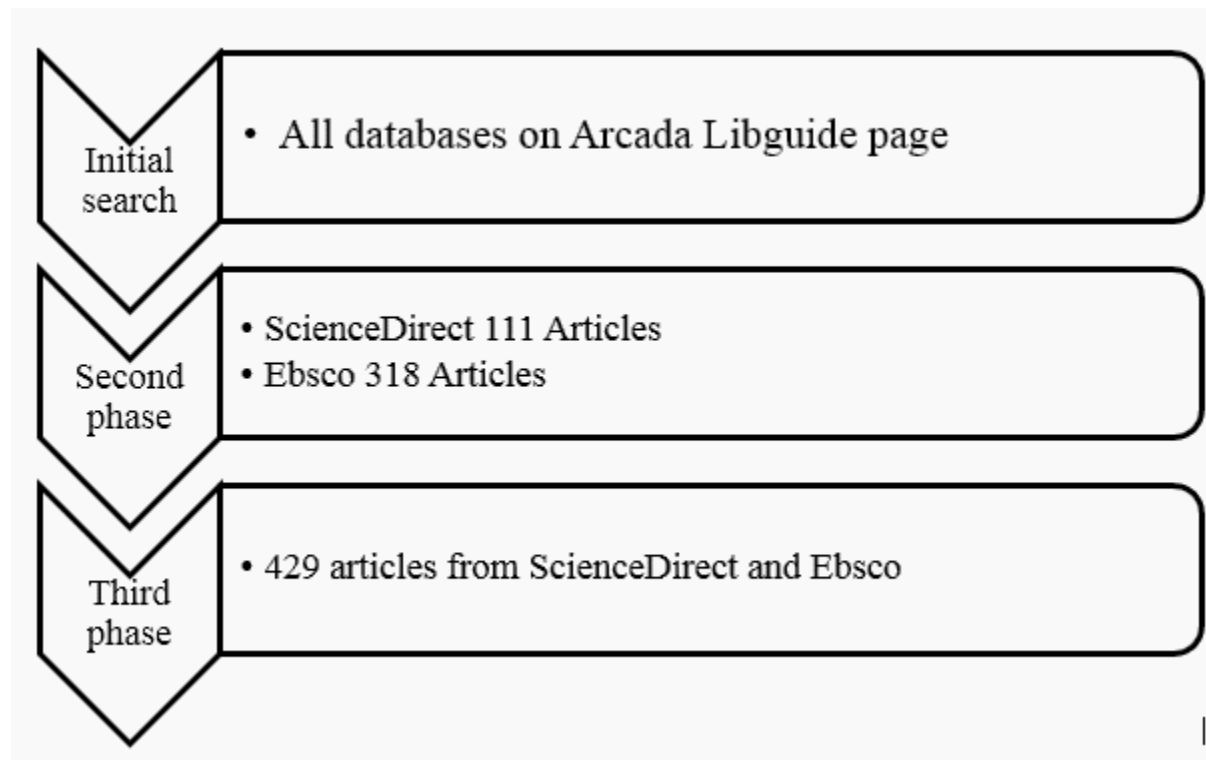 Initial
search
• All databases on Arcada Libguide page
Second
phase
• ScienceDirect 111 Articles
• Ebsco 318 Articles
Third
phase
• 429 articles from ScienceDirect and Ebsco